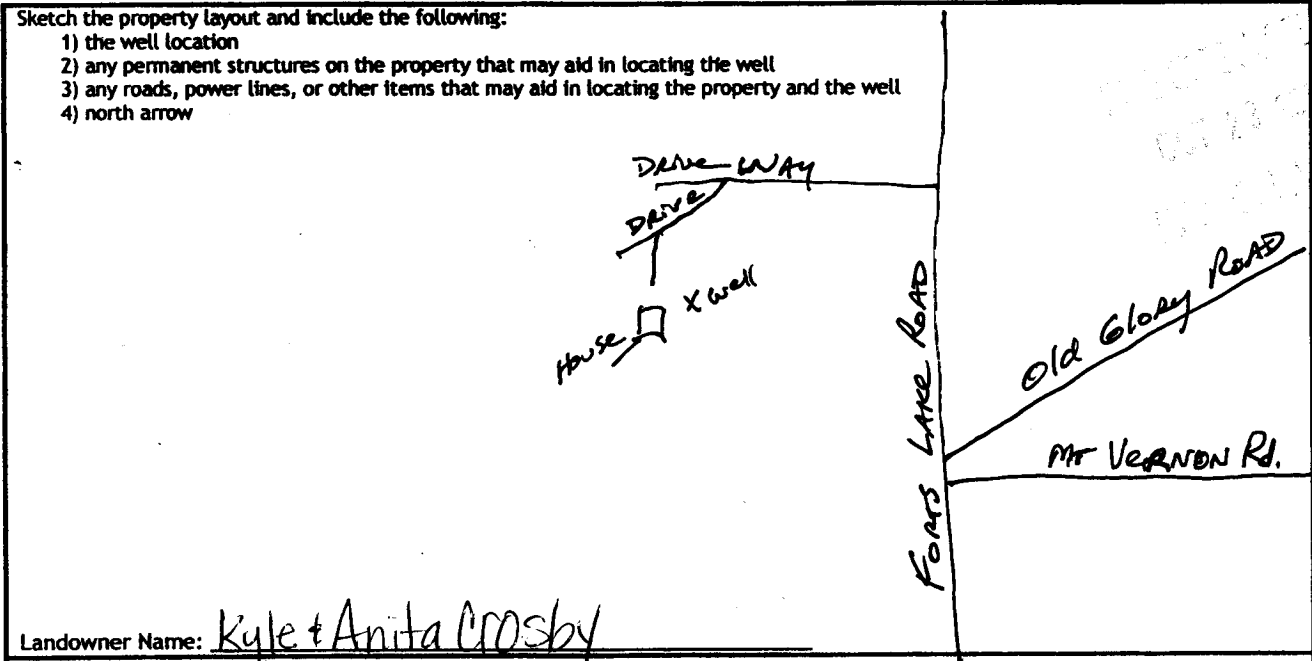 Sketch the property layout and include the following:
1) the well location
2) any permanent structures on the property that may aid in locating the well
3) any roads, power lines, or other items that may aid in locating the property and the well
4) north arrow
Drive WAY
DRIVE
X well
House
FORTS LAKE ROAD
Old Glory ROAD
MT VERNON Rd.
Landowner Name: Kyle & Anita Crosby